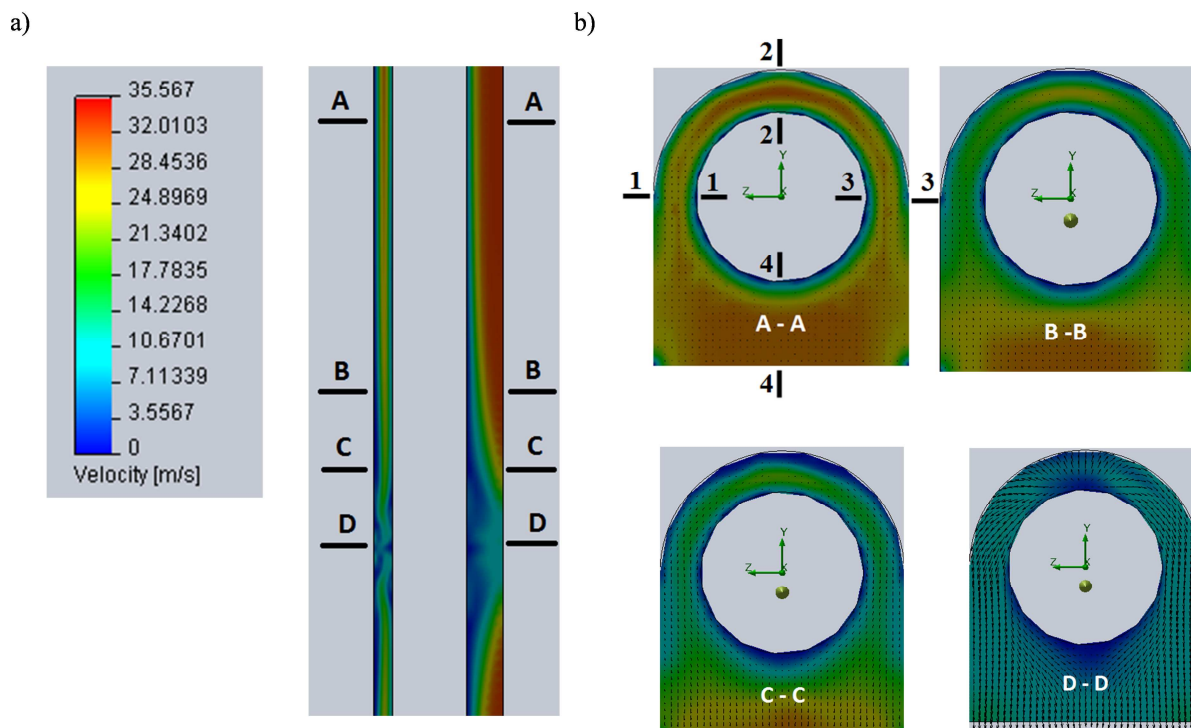 a)
35.567
32.0103
28.4536
24.8969
21.3402
17.7835
14.2268
10.6701
7.11339
3.5567
0
Velocity [m/s]
A A
B B
C C
D D
b)
2
2
1 1 3 3
4
4
Y
Z X
A - A
Y
Z X
B -B
Y
Z X
C - C
Y
Z X
D - D